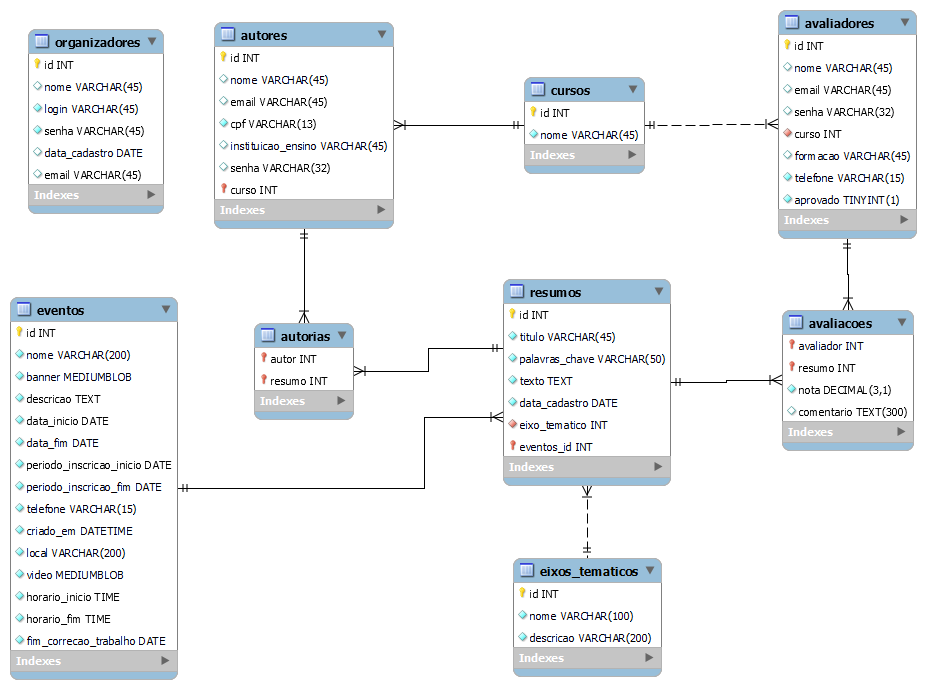 organizadores
id INT
nome VARCHAR(45)
login VARCHAR(45)
senha VARCHAR(45)
data_cadastro DATE
email VARCHAR(45)
Indexes
autores
id INT
nome VARCHAR(45)
email VARCHAR(45)
cpf VARCHAR(13)
instituicao_ensino VARCHAR(45)
senha VARCHAR(32)
curso INT
Indexes
cursos
id INT
nome VARCHAR(45)
Indexes
avaliadores
id INT
nome VARCHAR(45)
email VARCHAR(45)
senha VARCHAR(32)
curso INT
formacao VARCHAR(45)
telefone VARCHAR(15)
aprovado TINYINT(1)
Indexes
eventos
id INT
nome VARCHAR(200)
banner MEDIUMBLOB
descricao TEXT
data_inicio DATE
data_fim DATE
periodo_inscricao_inicio DATE
periodo_inscricao_fim DATE
telefone VARCHAR(15)
criado_em DATETIME
local VARCHAR(200)
video MEDIUMBLOB
horario_inicio TIME
horario_fim TIME
fim_correcao_trabalho DATE
Indexes
autorias
autor INT
resumo INT
Indexes
resumos
id INT
titulo VARCHAR(45)
palavras_chave VARCHAR(50)
texto TEXT
data_cadastro DATE
eixo_tematico INT
eventos_id INT
Indexes
avaliacoes
avaliador INT
resumo INT
nota DECIMAL(3,1)
comentario TEXT(300)
Indexes
eixos_tematicos
id INT
nome VARCHAR(100)
descricao VARCHAR(200)
Indexes